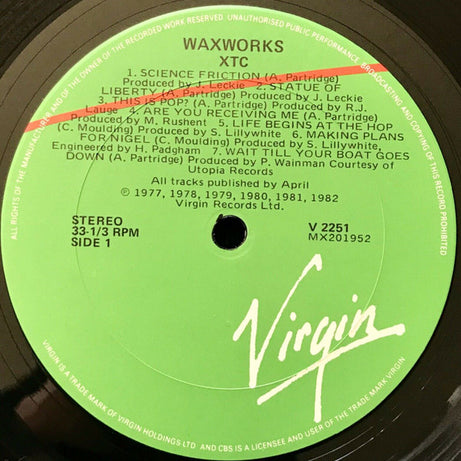 WAXWORKS
XTC
1. SCIENCE FRICTION (A. Partridge)
Produced by J. Leckie 2. STATUE OF
LIBERTY (A. Partridge) Produced by J. Leckie
3. THIS IS POP? (A. Partridge) Produced by R.J.
Lange 4. ARE YOU RECEIVING ME (A. Partridge)
Produced by M. Rushent 5. LIFE BEGINS AT THE HOP
(C. Moulding) Produced by S. Lillywhite 6. MAKING PLANS
FOR NIGEL (C. Moulding) Produced by S. Lillywhite,
Engineered by H. Padgham 7. WAIT TILL YOUR BOAT GOES
DOWN (A. Partridge) Produced by P. Wainman Courtesy of
Utopia Records
All tracks published by April
℗ 1977, 1978, 1979, 1980, 1981, 1982
Virgin Records Ltd.
STEREO
33-1/3 RPM
SIDE 1
V 2251
MX201952
Virgin
ALL RIGHTS OF THE MANUFACTURER AND OF THE OWNER OF THE RECORDED WORK RESERVED. UNAUTHORISED PUBLIC PERFORMANCE, BROADCASTING AND COPYING OF THIS RECORD PROHIBITED
VIRGIN IS A TRADE MARK OF VIRGIN HOLDINGS LTD AND CBS IS A LICENSEE AND USER OF THE TRADE MARK VIRGIN